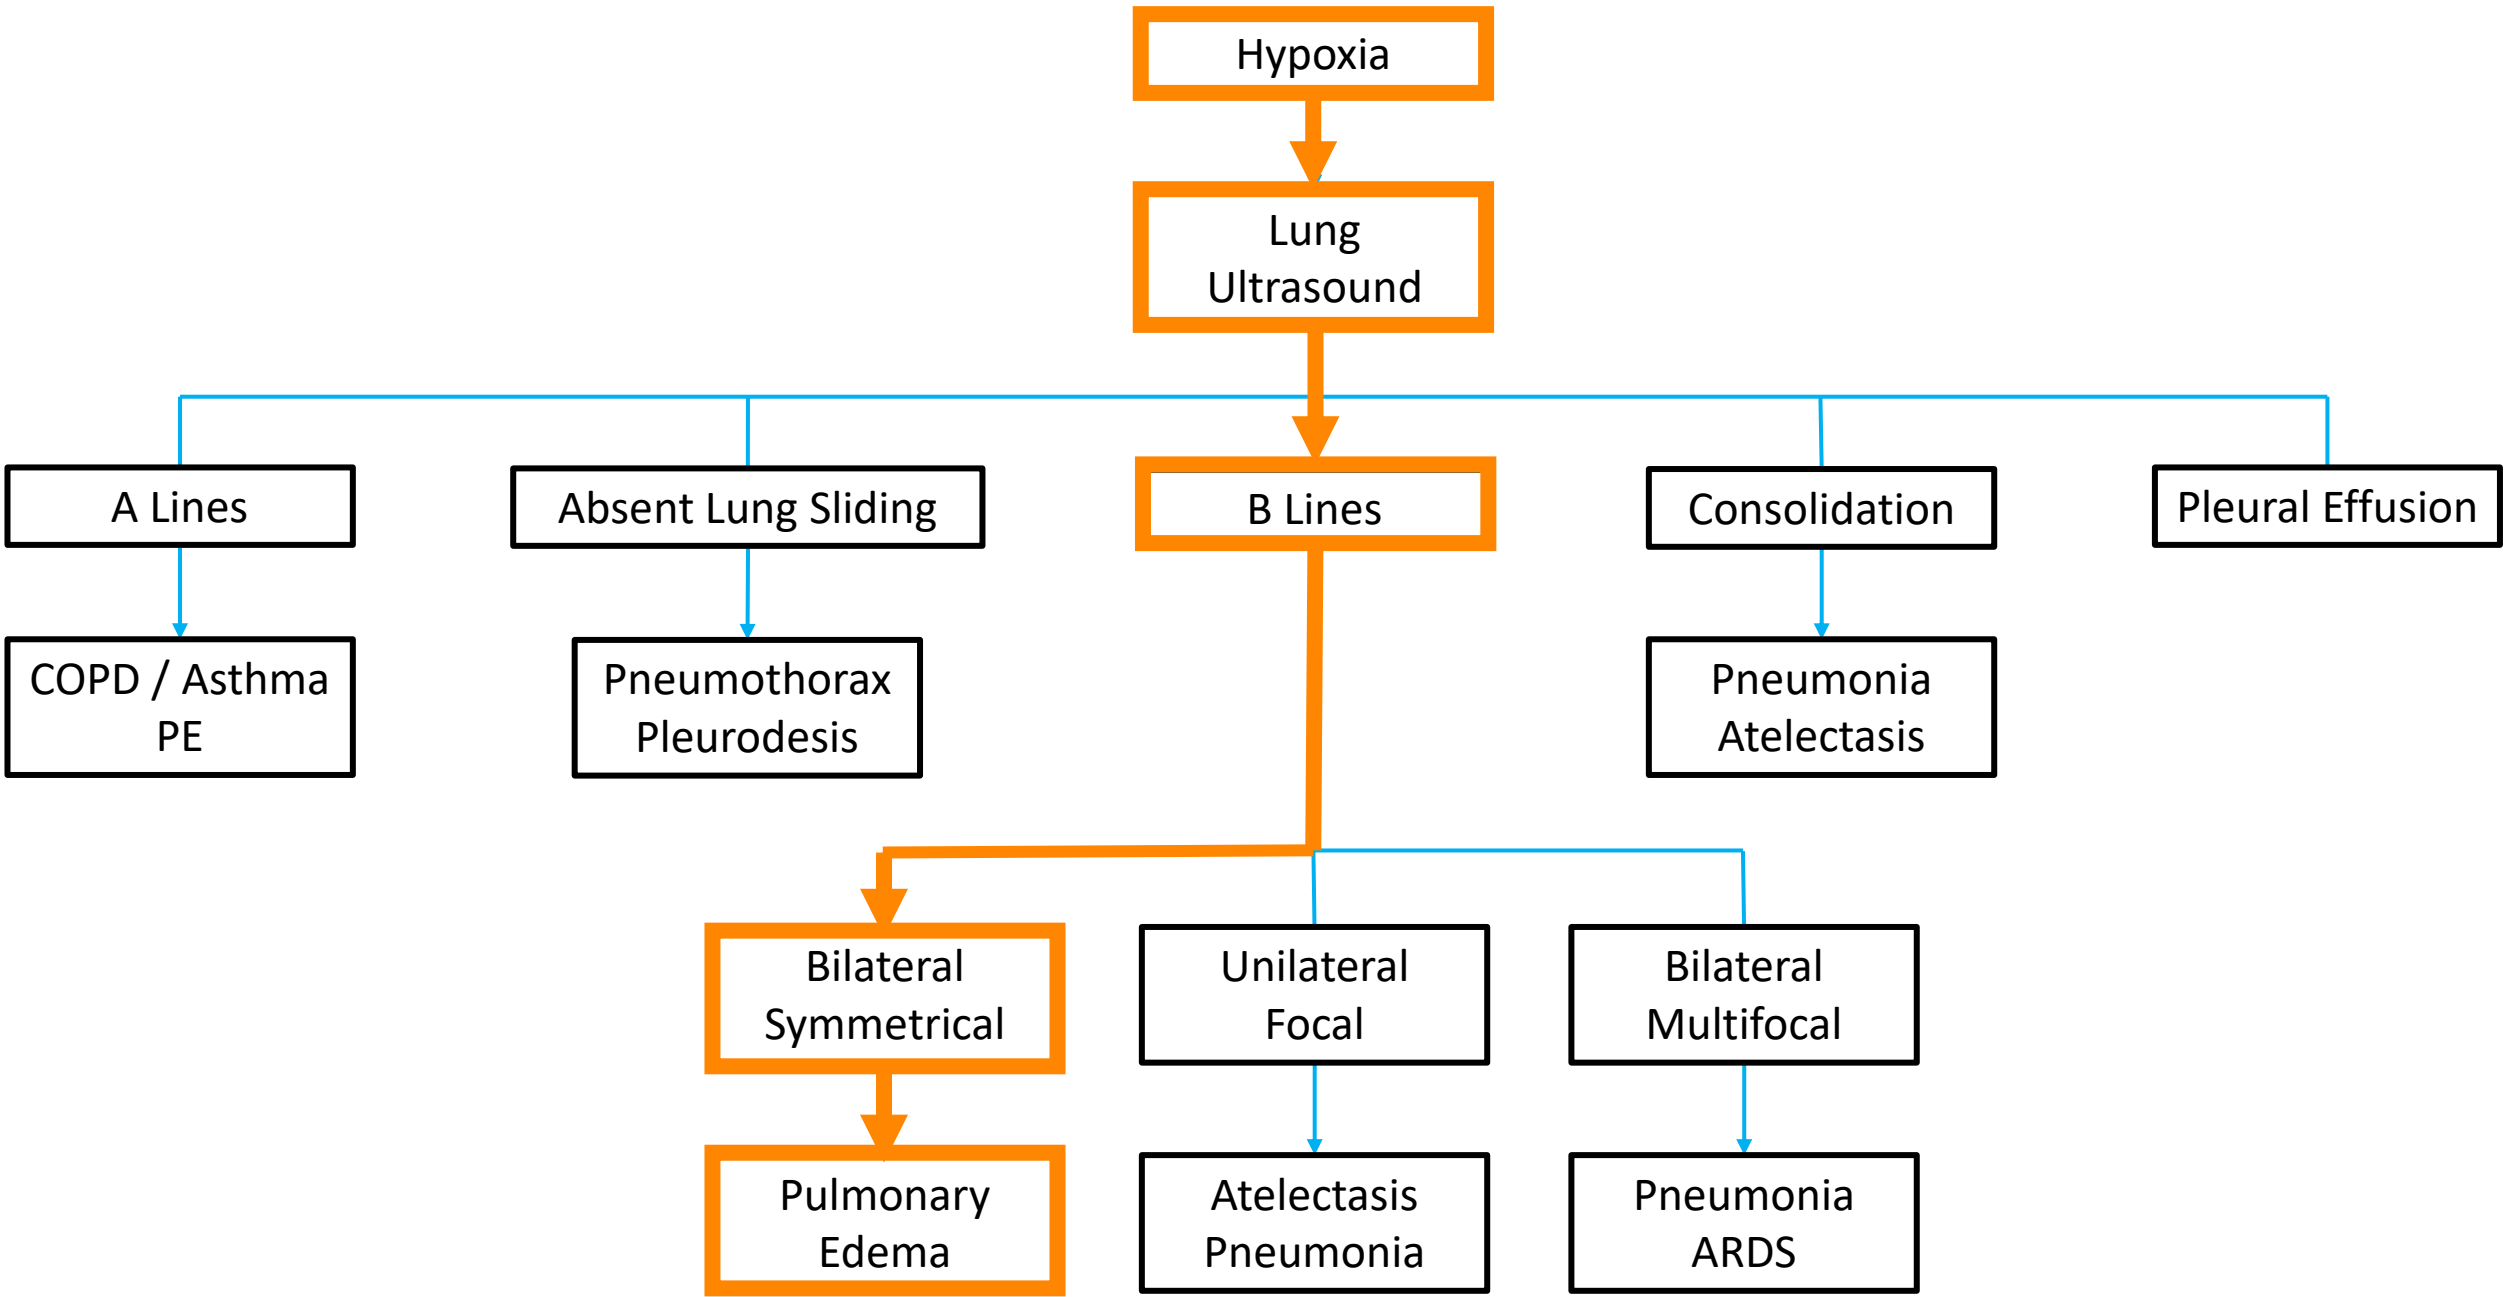 Hypoxia
Lung
Ultrasound
A Lines
Absent Lung Sliding
B Lines
Consolidation
Pleural Effusion
COPD / Asthma
PE
Pneumothorax
Pleurodesis
Pneumonia
Atelectasis
Bilateral
Symmetrical
Unilateral
Focal
Bilateral
Multifocal
Pulmonary
Edema
Atelectasis
Pneumonia
Pneumonia
ARDS